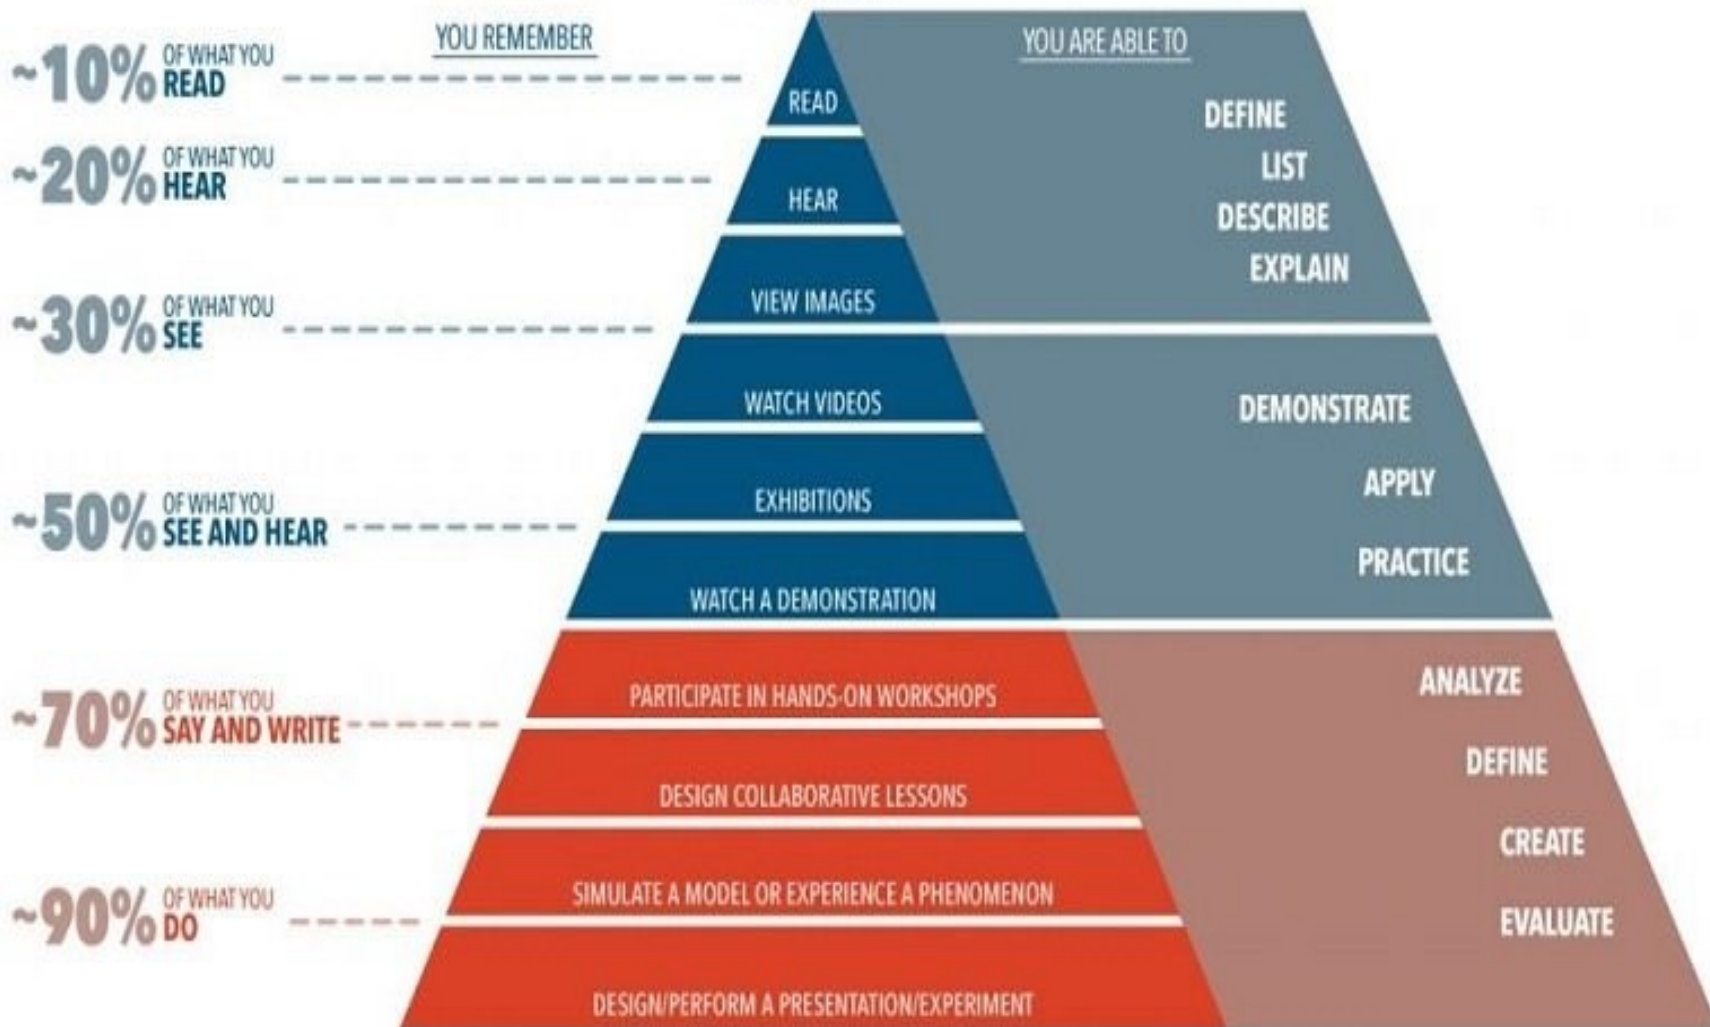 YOU REMEMBER
~10% OF WHAT YOU
READ
~20% OF WHAT YOU
HEAR
~30% OF WHAT YOU
SEE
~50% OF WHAT YOU
SEE AND HEAR
~70% OF WHAT YOU
SAY AND WRITE
~90% OF WHAT YOU
DO
READ
HEAR
VIEW IMAGES
WATCH VIDEOS
EXHIBITIONS
WATCH A DEMONSTRATION
PARTICIPATE IN HANDS-ON WORKSHOPS
DESIGN COLLABORATIVE LESSONS
SIMULATE A MODEL OR EXPERIENCE A PHENOMENON
DESIGN/PERFORM A PRESENTATION/EXPERIMENT
YOU ARE ABLE TO
DEFINE
LIST
DESCRIBE
EXPLAIN
DEMONSTRATE
APPLY
PRACTICE
ANALYZE
DEFINE
CREATE
EVALUATE